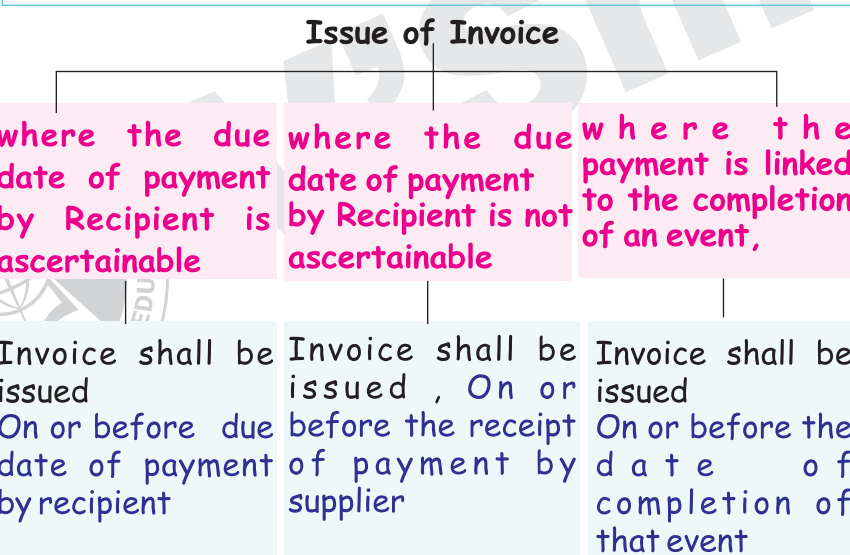 Issue of Invoice
where the due
date of payment
by Recipient is
ascertainable
where the due
date of payment
by Recipient is not
ascertainable
where the
payment is linked
to the completion
of an event,
Invoice shall be
issued
On or before due
date of payment
by recipient
Invoice shall be
issued , On or
before the receipt
of payment by
supplier
Invoice shall be
issued
On or before the
date of
completion of
that event
EDU